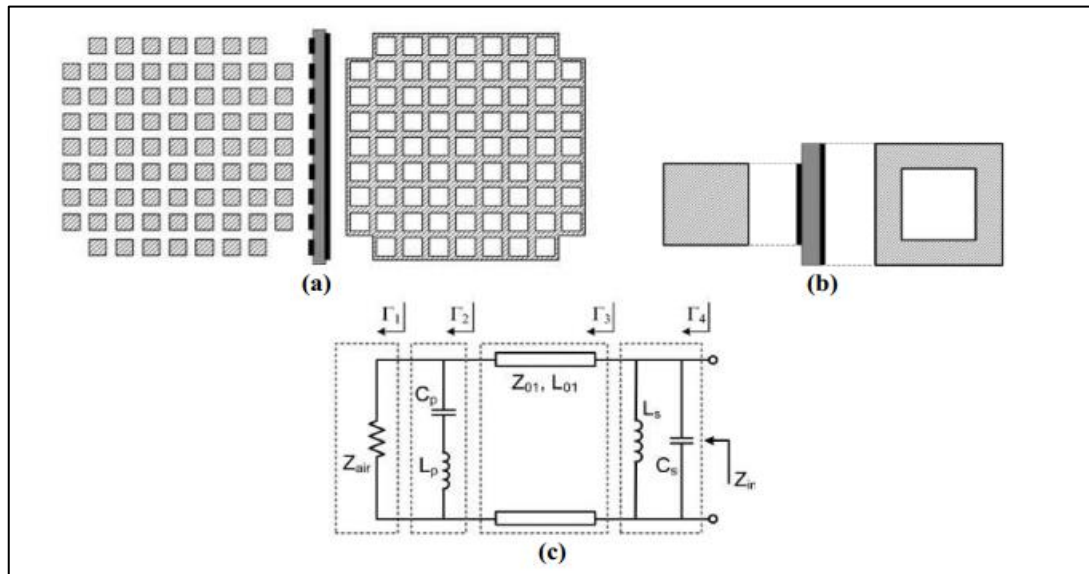 (a)
(b)
Γ1 Γ2 Γ3 Γ4
Z01, L01
Cp
Ls
Lp
Zair
Cs
Zin
(c)